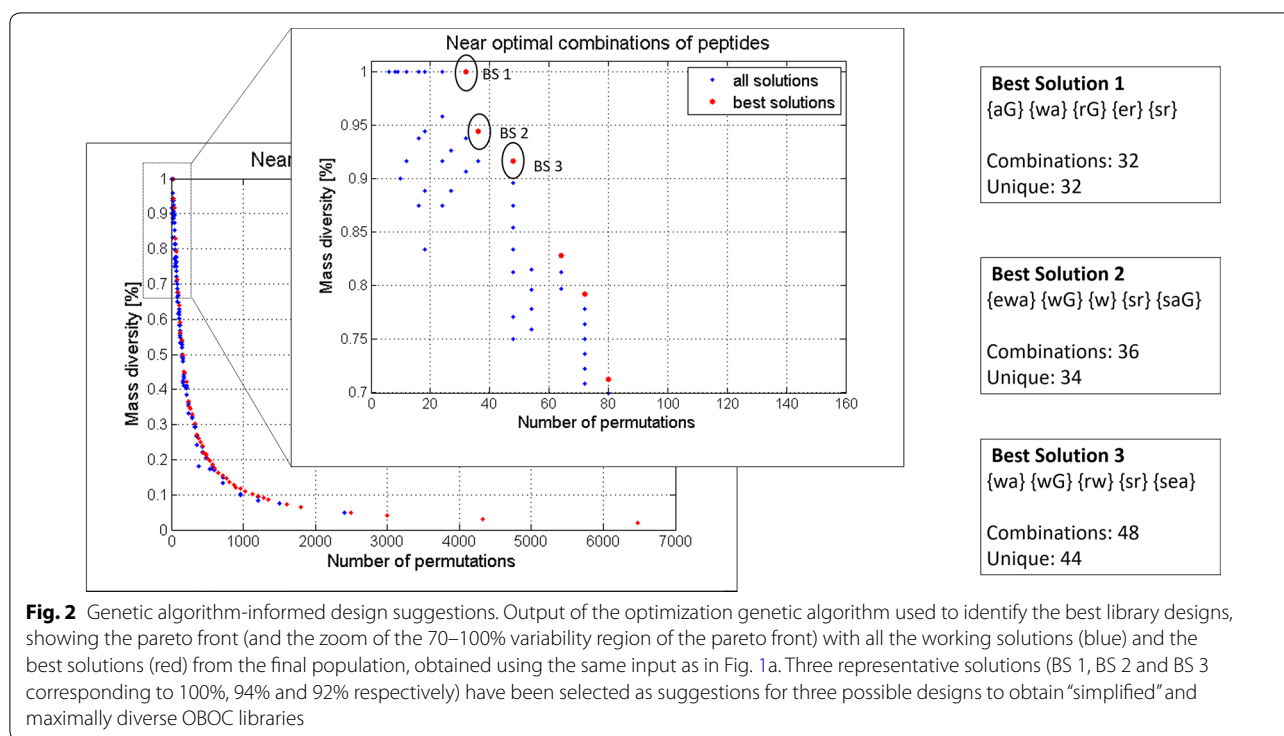 Near optimal combinations of peptides
1
0.95
0.9
0.85
0.8
0.75
0.7
Mass diversity [%]
BS 1
BS 2
BS 3
all solutions
best solutions
0 20 40 60 80 100 120 140 160
Number of permutations
Near
1
0.9
0.8
0.7
0.6
0.5
0.4
0.3
0.2
0.1
0
Mass diversity [%]
0 1000 2000 3000 4000 5000 6000 7000
Number of permutations
Best Solution 1
{aG} {wa} {rG} {er} {sr}
Combinations: 32
Unique: 32
Best Solution 2
{ewa} {wG} {w} {sr} {saG}
Combinations: 36
Unique: 34
Best Solution 3
{wa} {wG} {rw} {sr} {sea}
Combinations: 48
Unique: 44
Fig. 2 Genetic algorithm-informed design suggestions. Output of the optimization genetic algorithm used to identify the best library designs,
showing the pareto front (and the zoom of the 70–100% variability region of the pareto front) with all the working solutions (blue) and the
best solutions (red) from the final population, obtained using the same input as in Fig. 1a. Three representative solutions (BS 1, BS 2 and BS 3
corresponding to 100%, 94% and 92% respectively) have been selected as suggestions for three possible designs to obtain “simplified” and
maximally diverse OBOC libraries